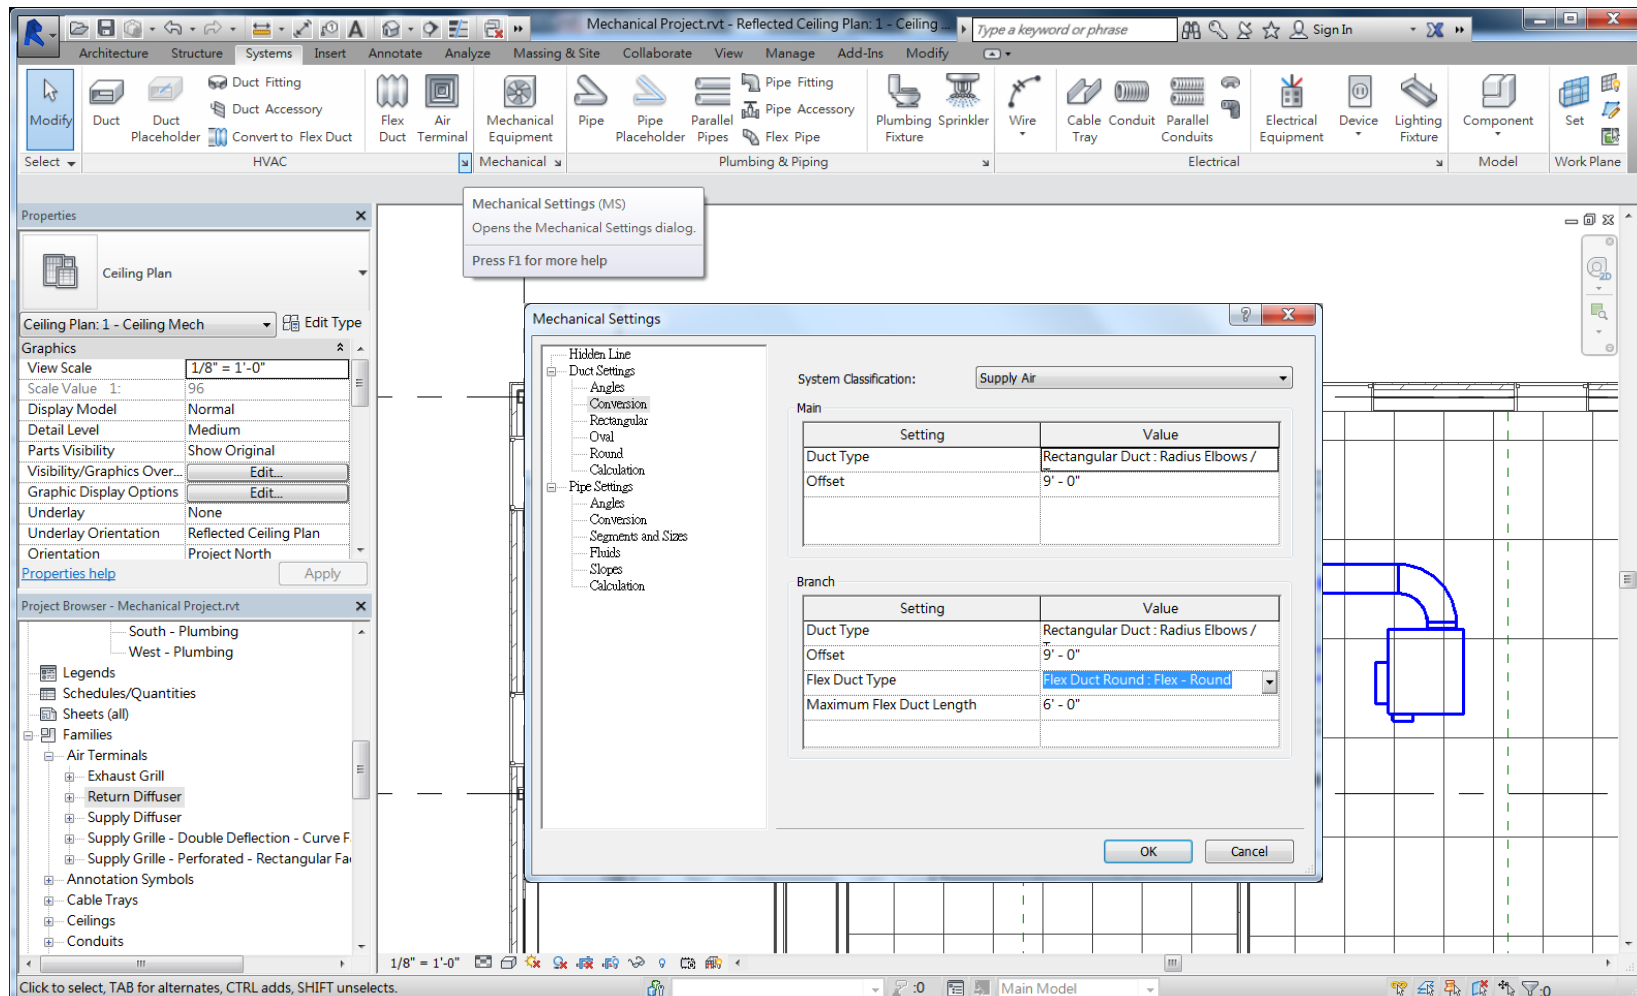 Mechanical Project.rvt - Reflected Ceiling Plan: 1 - Ceiling ...
Type a keyword or phrase
Sign In
Architecture Structure Systems Insert Annotate Analyze Massing & Site Collaborate View Manage Add-Ins Modify
Modify
Duct
Duct Placeholder
Duct Fitting
Duct Accessory
Convert to Flex Duct
Flex Duct
Air Terminal
Mechanical Equipment
Pipe
Pipe Placeholder
Parallel Pipes
Pipe Fitting
Pipe Accessory
Flex Pipe
Plumbing Fixture
Sprinkler
Wire
Cable Tray
Conduit
Parallel Conduits
Electrical Equipment
Device
Lighting Fixture
Component
Set
Select HVAC Mechanical Plumbing & Piping Electrical Model Work Plane
Mechanical Settings (MS)
Opens the Mechanical Settings dialog.
Press F1 for more help
Properties
Ceiling Plan
Ceiling Plan: 1 - Ceiling Mech Edit Type
Graphics
View Scale 1/8" = 1'-0"
Scale Value 1: 96
Display Model Normal
Detail Level Medium
Parts Visibility Show Original
Visibility/Graphics Over... Edit...
Graphic Display Options Edit...
Underlay None
Underlay Orientation Reflected Ceiling Plan
Orientation Project North
Properties help Apply
Project Browser - Mechanical Project.rvt
South - Plumbing
West - Plumbing
Legends
Schedules/Quantities
Sheets (all)
Families
Air Terminals
Exhaust Grill
Return Diffuser
Supply Diffuser
Supply Grille - Double Deflection - Curve F
Supply Grille - Perforated - Rectangular Fa
Annotation Symbols
Cable Trays
Ceilings
Conduits
Mechanical Settings
Hidden Line
Duct Settings
Angles
Conversion
Rectangular
Oval
Round
Calculation
Pipe Settings
Angles
Conversion
Segments and Sizes
Fluids
Slopes
Calculation
System Classification: Supply Air
Main
Setting Value
Duct Type Rectangular Duct : Radius Elbows /
Offset 9' - 0"
Branch
Setting Value
Duct Type Rectangular Duct : Radius Elbows /
Offset 9' - 0"
Flex Duct Type Flex Duct Round : Flex - Round
Maximum Flex Duct Length 6' - 0"
OK Cancel
2D
1/8" = 1'-0"
Click to select, TAB for alternates, CTRL adds, SHIFT unselects.
:0
Main Model
:0